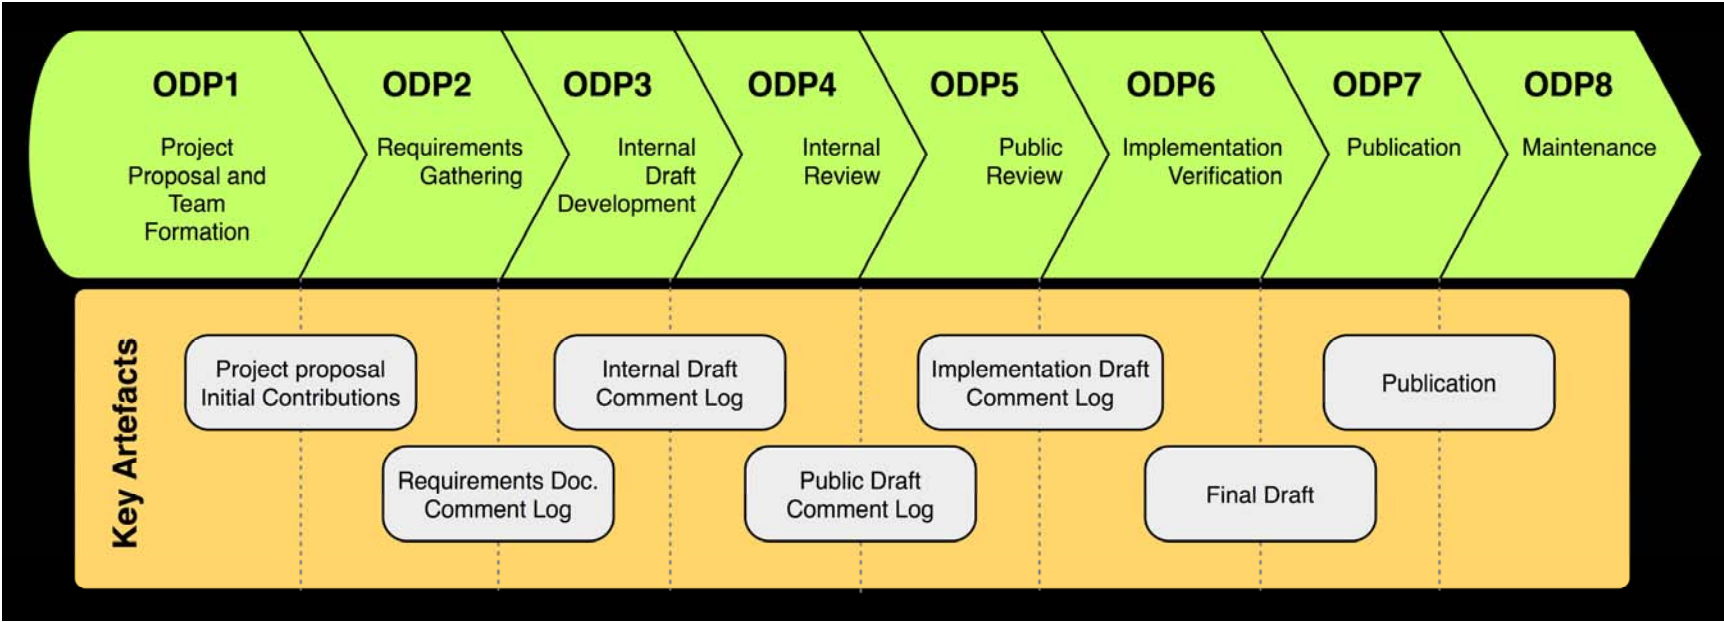 ODP1
Project
Proposal and
Team
Formation
ODP2
Requirements
Gathering
ODP3
Internal
Draft
Development
ODP4
Internal
Review
ODP5
Public
Review
ODP6
Implementation
Verification
ODP7
Publication
ODP8
Maintenance
Key Artefacts
Project proposal
Initial Contributions
Requirements Doc.
Comment Log
Internal Draft
Comment Log
Public Draft
Comment Log
Implementation Draft
Comment Log
Final Draft
Publication